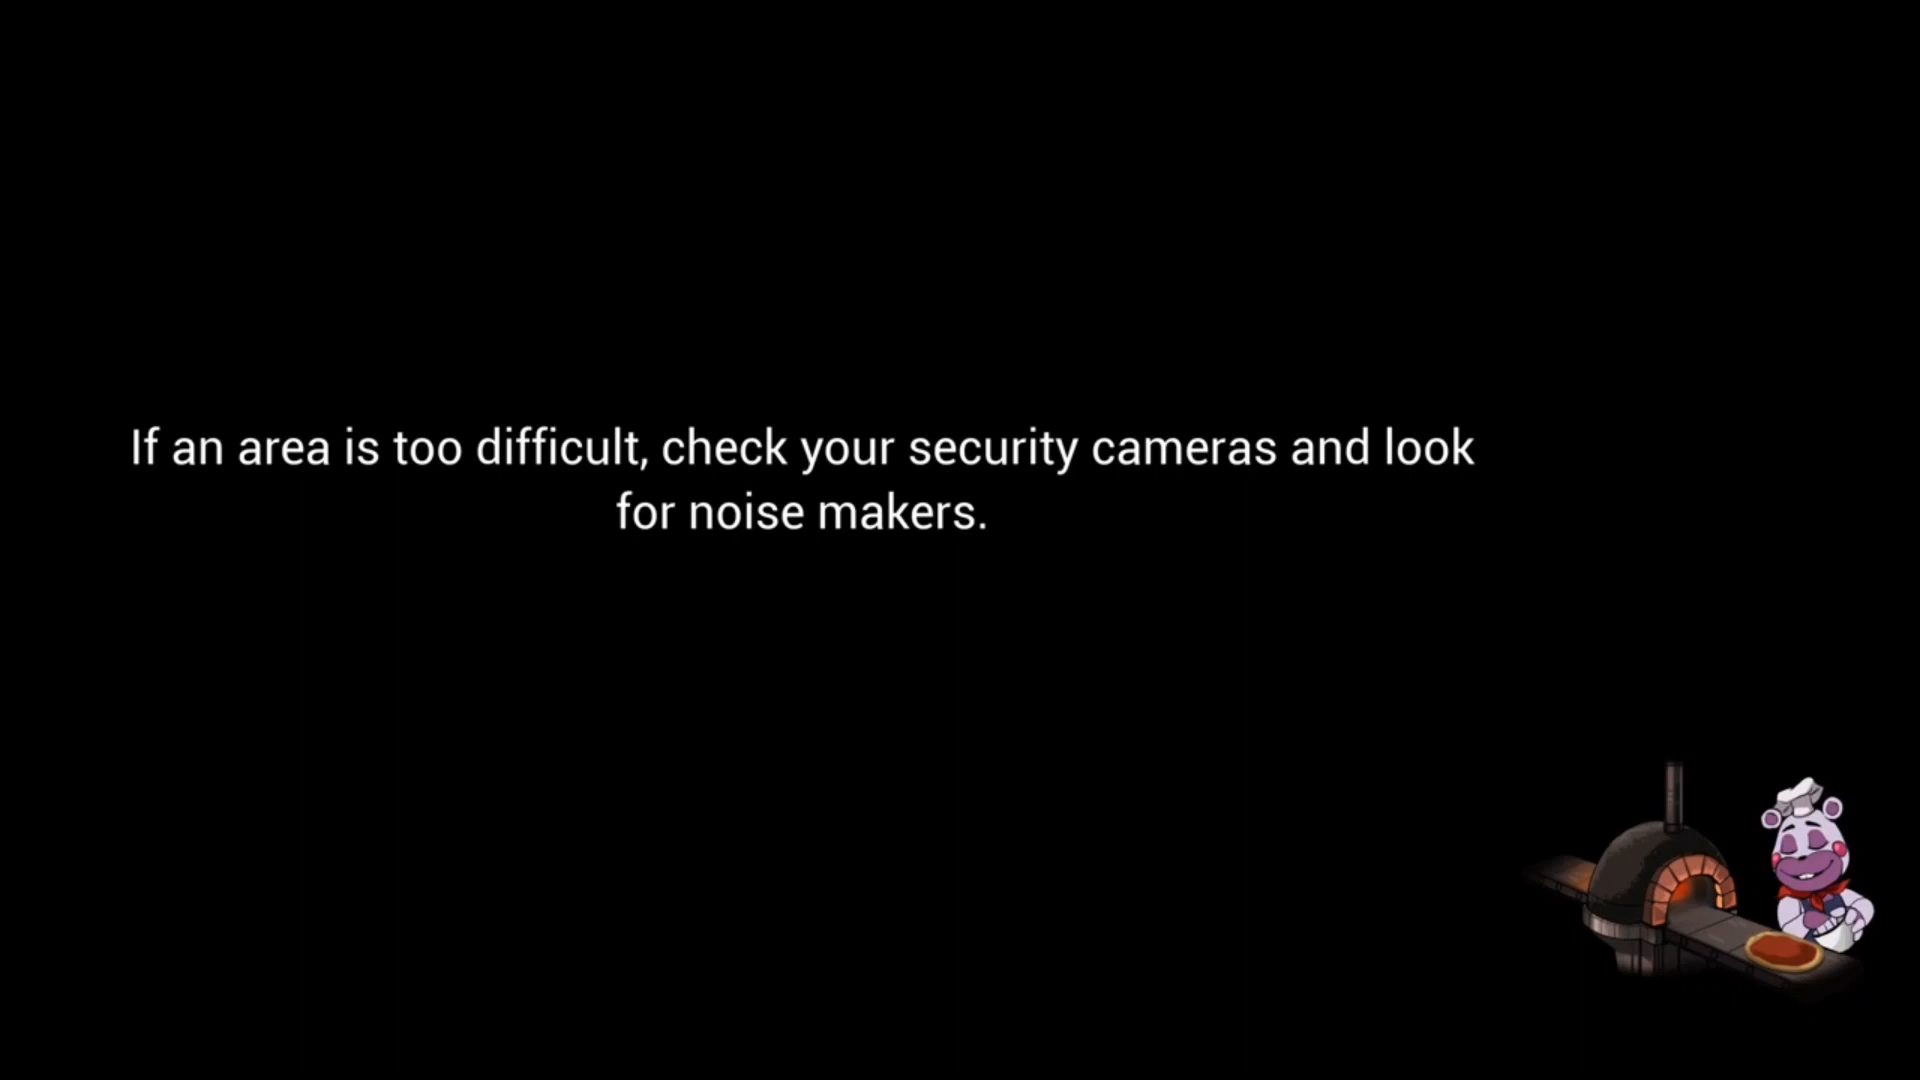 If an area is too difficult, check your security cameras and look
for noise makers.